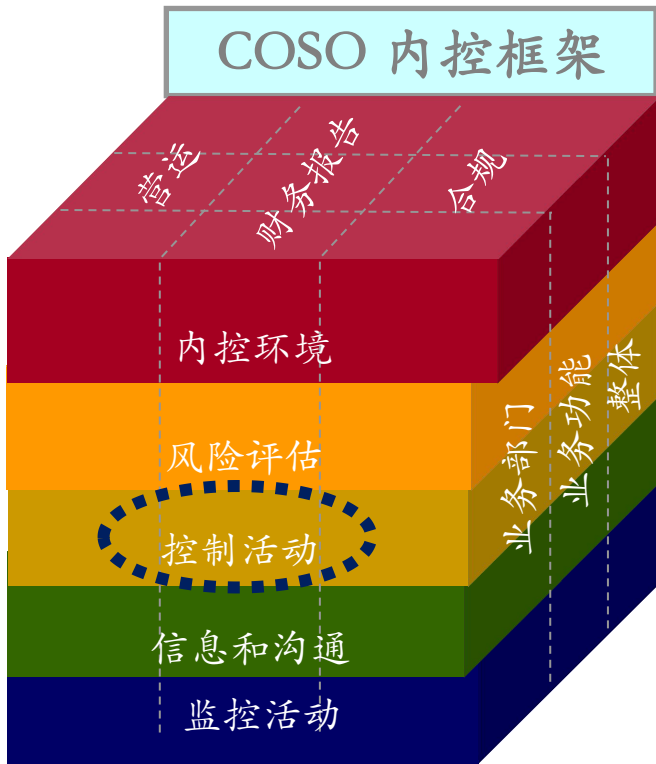 COSO 内控框架
营运
财务报告
合规
内控环境
风险评估
控制活动
信息和沟通
监控活动
业务部门
业务功能
整体